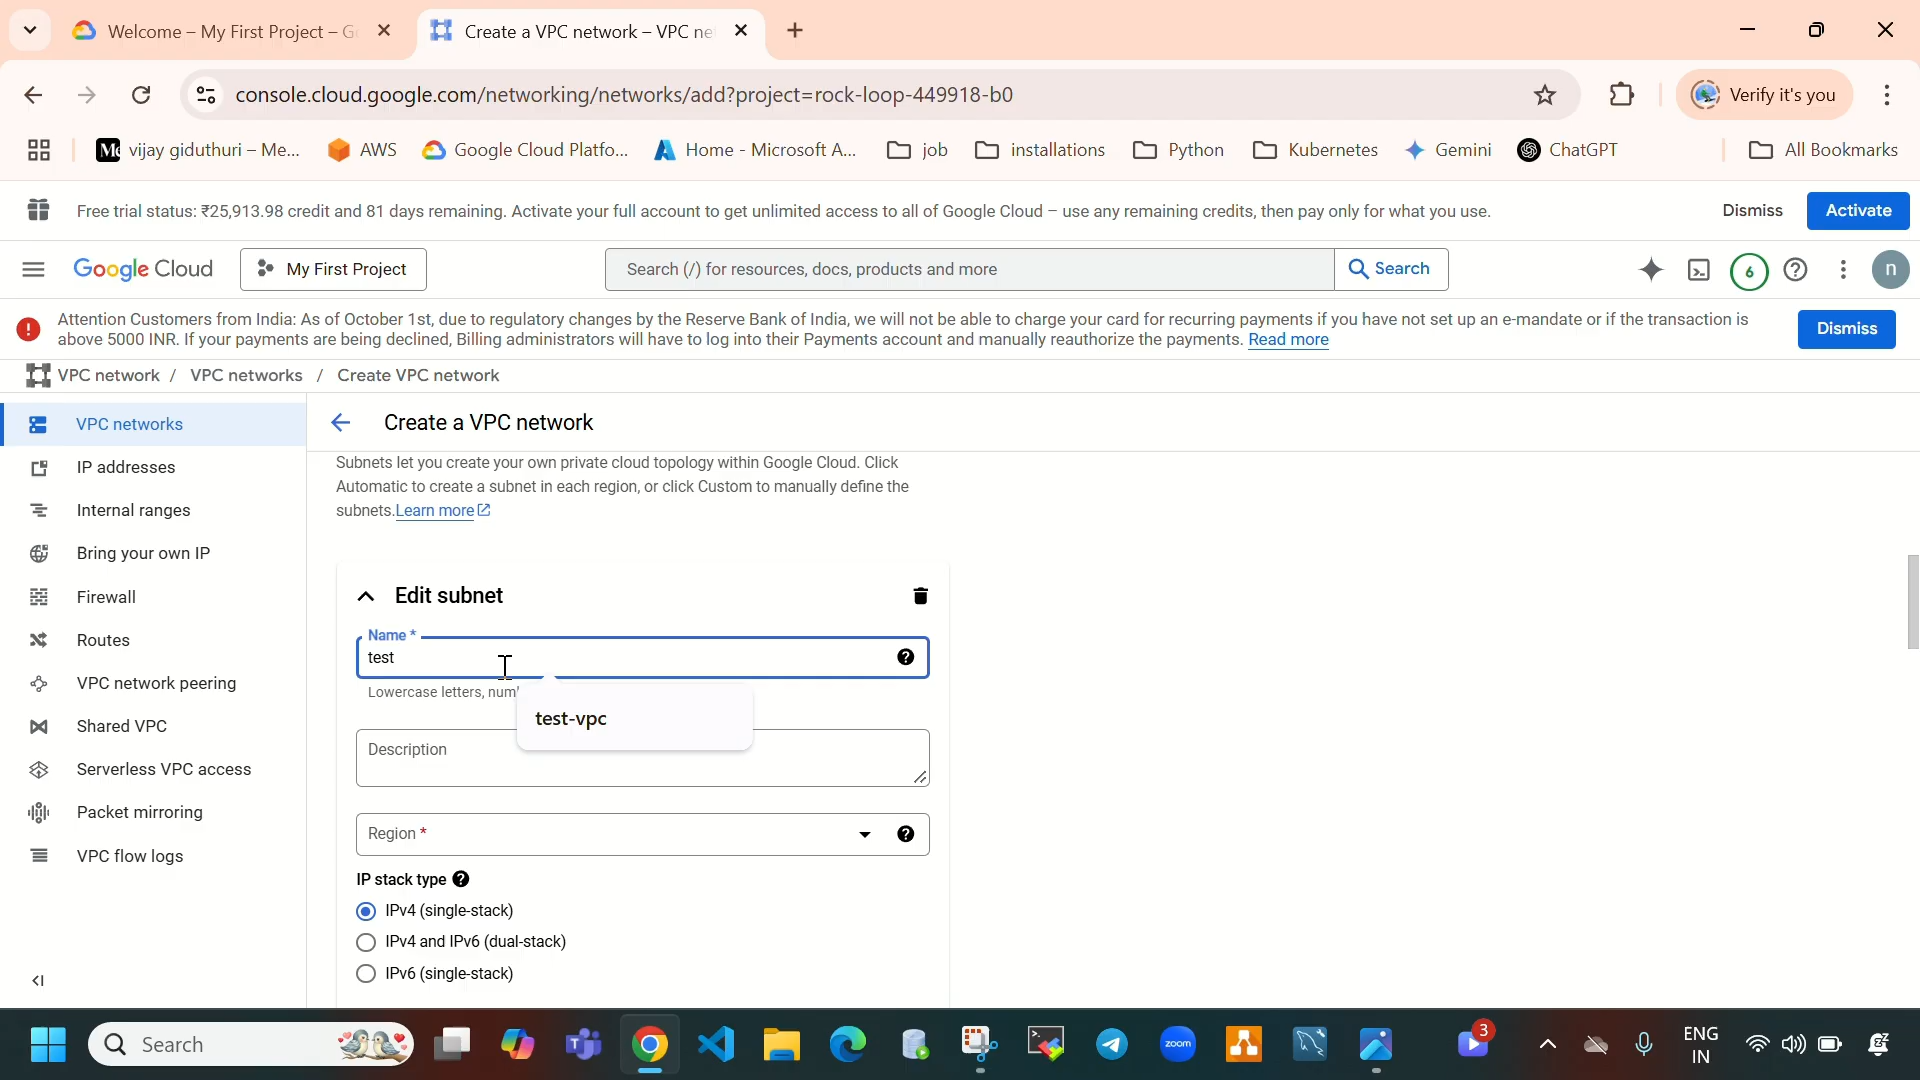 Welcome – My First Project – G
Create a VPC network – VPC ne
console.cloud.google.com/networking/networks/add?project=rock-loop-449918-b0
Verify it's you
vijay giduthuri – Me...
AWS
Google Cloud Platfo...
Home - Microsoft A...
job
installations
Python
Kubernetes
Gemini
ChatGPT
All Bookmarks
Free trial status: ₹25,913.98 credit and 81 days remaining. Activate your full account to get unlimited access to all of Google Cloud – use any remaining credits, then pay only for what you use.
Dismiss
Activate
Google Cloud
My First Project
Search (/) for resources, docs, products and more
Search
6
n
Attention Customers from India: As of October 1st, due to regulatory changes by the Reserve Bank of India, we will not be able to charge your card for recurring payments if you have not set up an e-mandate or if the transaction is
above 5000 INR. If your payments are being declined, Billing administrators will have to log into their Payments account and manually reauthorize the payments. Read more
Dismiss
VPC network / VPC networks / Create VPC network
VPC networks
IP addresses
Internal ranges
Bring your own IP
Firewall
Routes
VPC network peering
Shared VPC
Serverless VPC access
Packet mirroring
VPC flow logs
Create a VPC network
Subnets let you create your own private cloud topology within Google Cloud. Click
Automatic to create a subnet in each region, or click Custom to manually define the
subnets.Learn more
Edit subnet
Name *
test
Lowercase letters, num
test-vpc
Description
Region *
IP stack type
IPv4 (single-stack)
IPv4 and IPv6 (dual-stack)
IPv6 (single-stack)
Search
zoom
3
ENG
IN